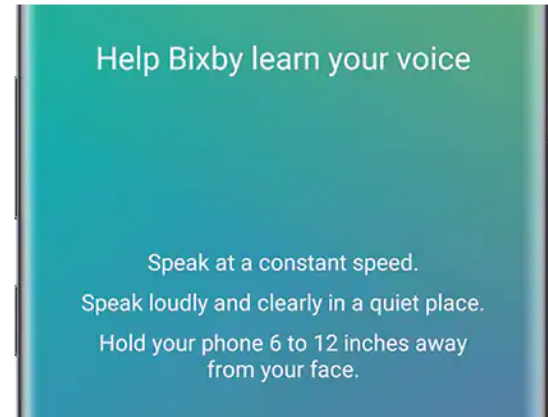 Help Bixby learn your voice
Speak at a constant speed.
Speak loudly and clearly in a quiet place.
Hold your phone 6 to 12 inches away
from your face.